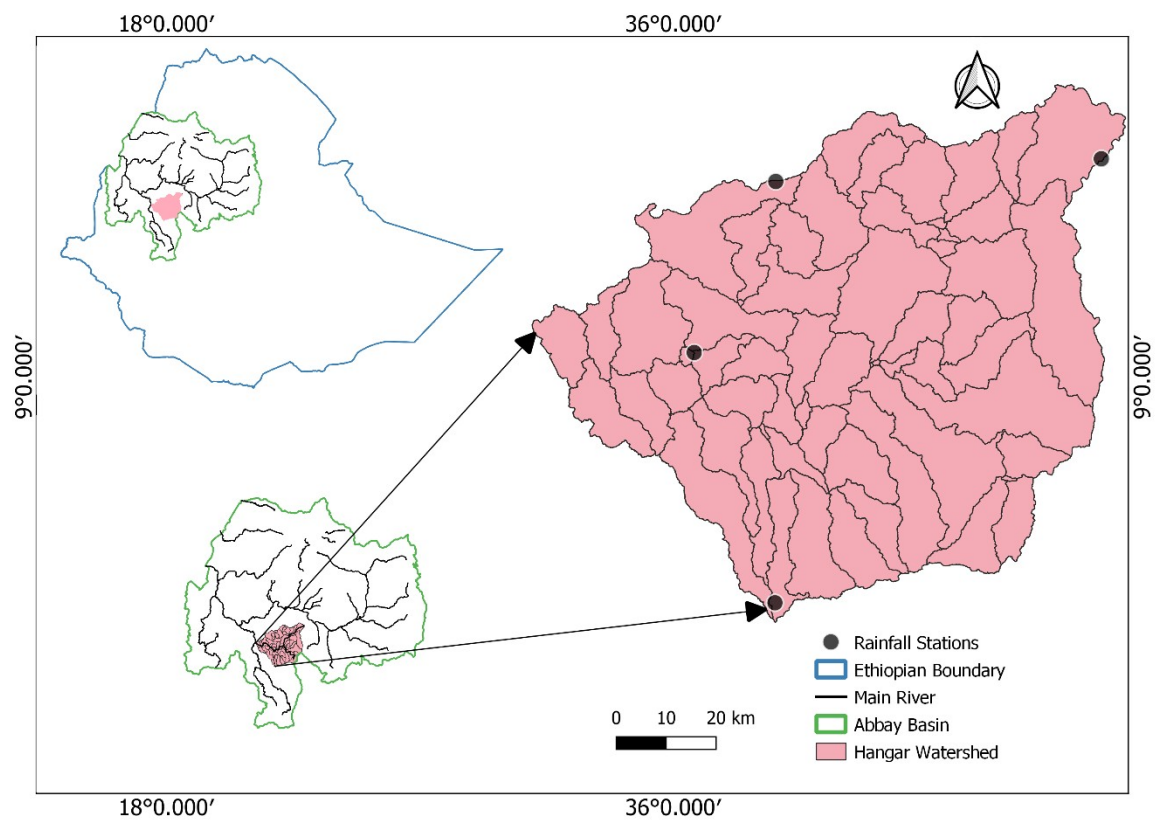 18°0.000′ 36°0.000′
9°0.000′ 9°0.000′
Rainfall Stations
Ethiopian Boundary
Main River
Abbay Basin
Hangar Watershed
0 10 20 km
18°0.000′ 36°0.000′